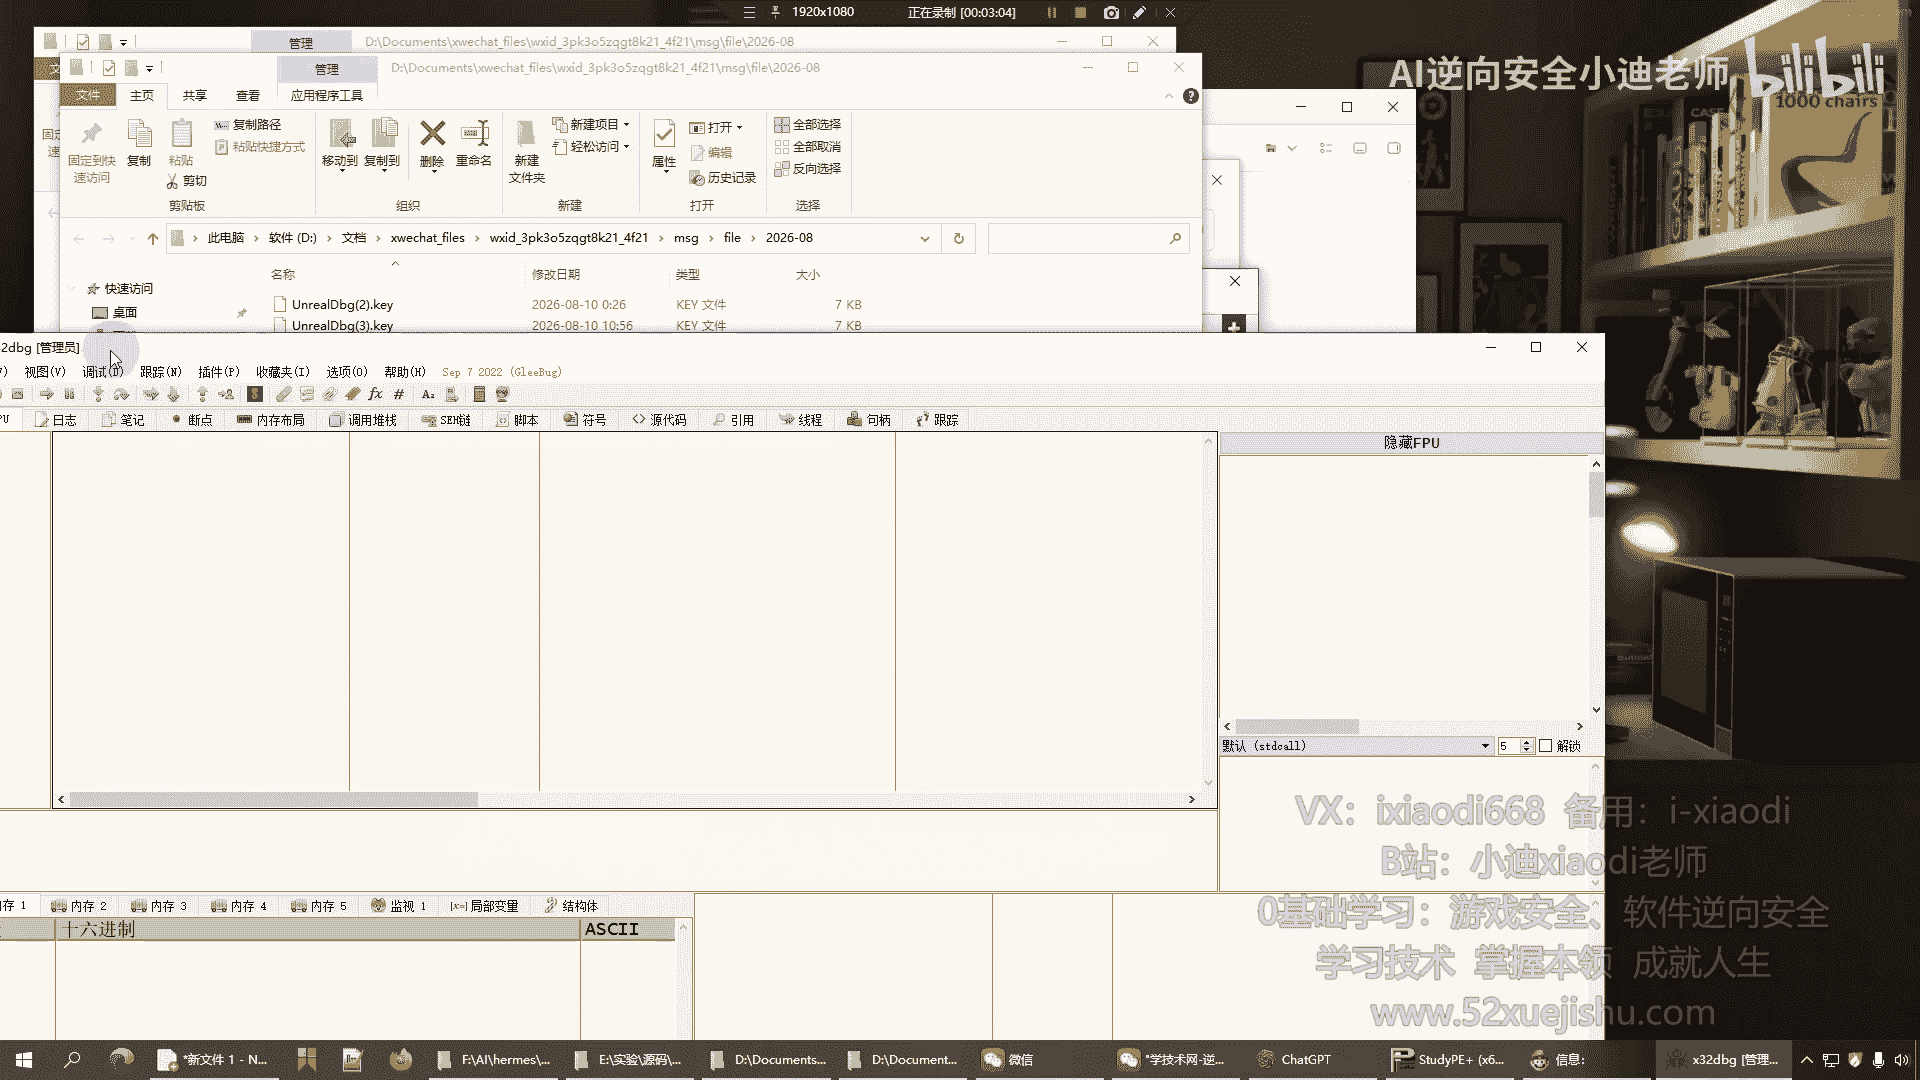 1920x1080 正在录制 [00:03:04]
管理 D:\Documents\xwechat_files\wxid_3pk3o5zqgt8k21_4f21\msg\file\2026-08
管理 D:\Documents\xwechat_files\wxid_3pk3o5zqgt8k21_4f21\msg\file\2026-08
AI逆向安全小迪老师 bilibili
1000 chairs
文件 主页 共享 查看 应用程序工具
固定到快速访问 复制 粘贴 复制路径 粘贴快捷方式 剪切
移动到 复制到 删除 重命名 新建文件夹 新建项目 轻松访问
属性 打开 编辑 历史记录 全部选择 全部取消 反向选择
剪贴板 组织 新建 打开 选择
此电脑 软件 (D:) 文档 xwechat_files wxid_3pk3o5zqgt8k21_4f21 msg file 2026-08
名称 修改日期 类型 大小
快速访问
桌面
UnrealDbg(2).key 2026-08-10 0:26 KEY 文件 7 KB
UnrealDbg(3).key 2026-08-10 10:56 KEY 文件 7 KB
2dbg [管理员]
视图(V) 调试(D) 跟踪(N) 插件(P) 收藏夹(I) 选项(O) 帮助(H) Sep 7 2022 (GleeBug)
日志 笔记 断点 内存布局 调用堆栈 SEH链 脚本 符号 源代码 引用 线程 句柄 跟踪
隐藏FPU
默认 (stdcall) 5 解锁
VX：ixiaodi668 备用：i-xiaodi
B站：小迪xiaodi老师
0基础学习：游戏安全、软件逆向安全
学习技术 掌握本领 成就人生
www.52xuejishu.com
存 1 内存 2 内存 3 内存 4 内存 5 监视 1 局部变量 结构体
十六进制 ASCII
*新文件 1 - N... F:\AI\hermes\... E:\实验\源码\... D:\Documents... D:\Document... 微信 "学技术网-逆... ChatGPT StudyPE+ (x6... 信息: x32dbg [管理...